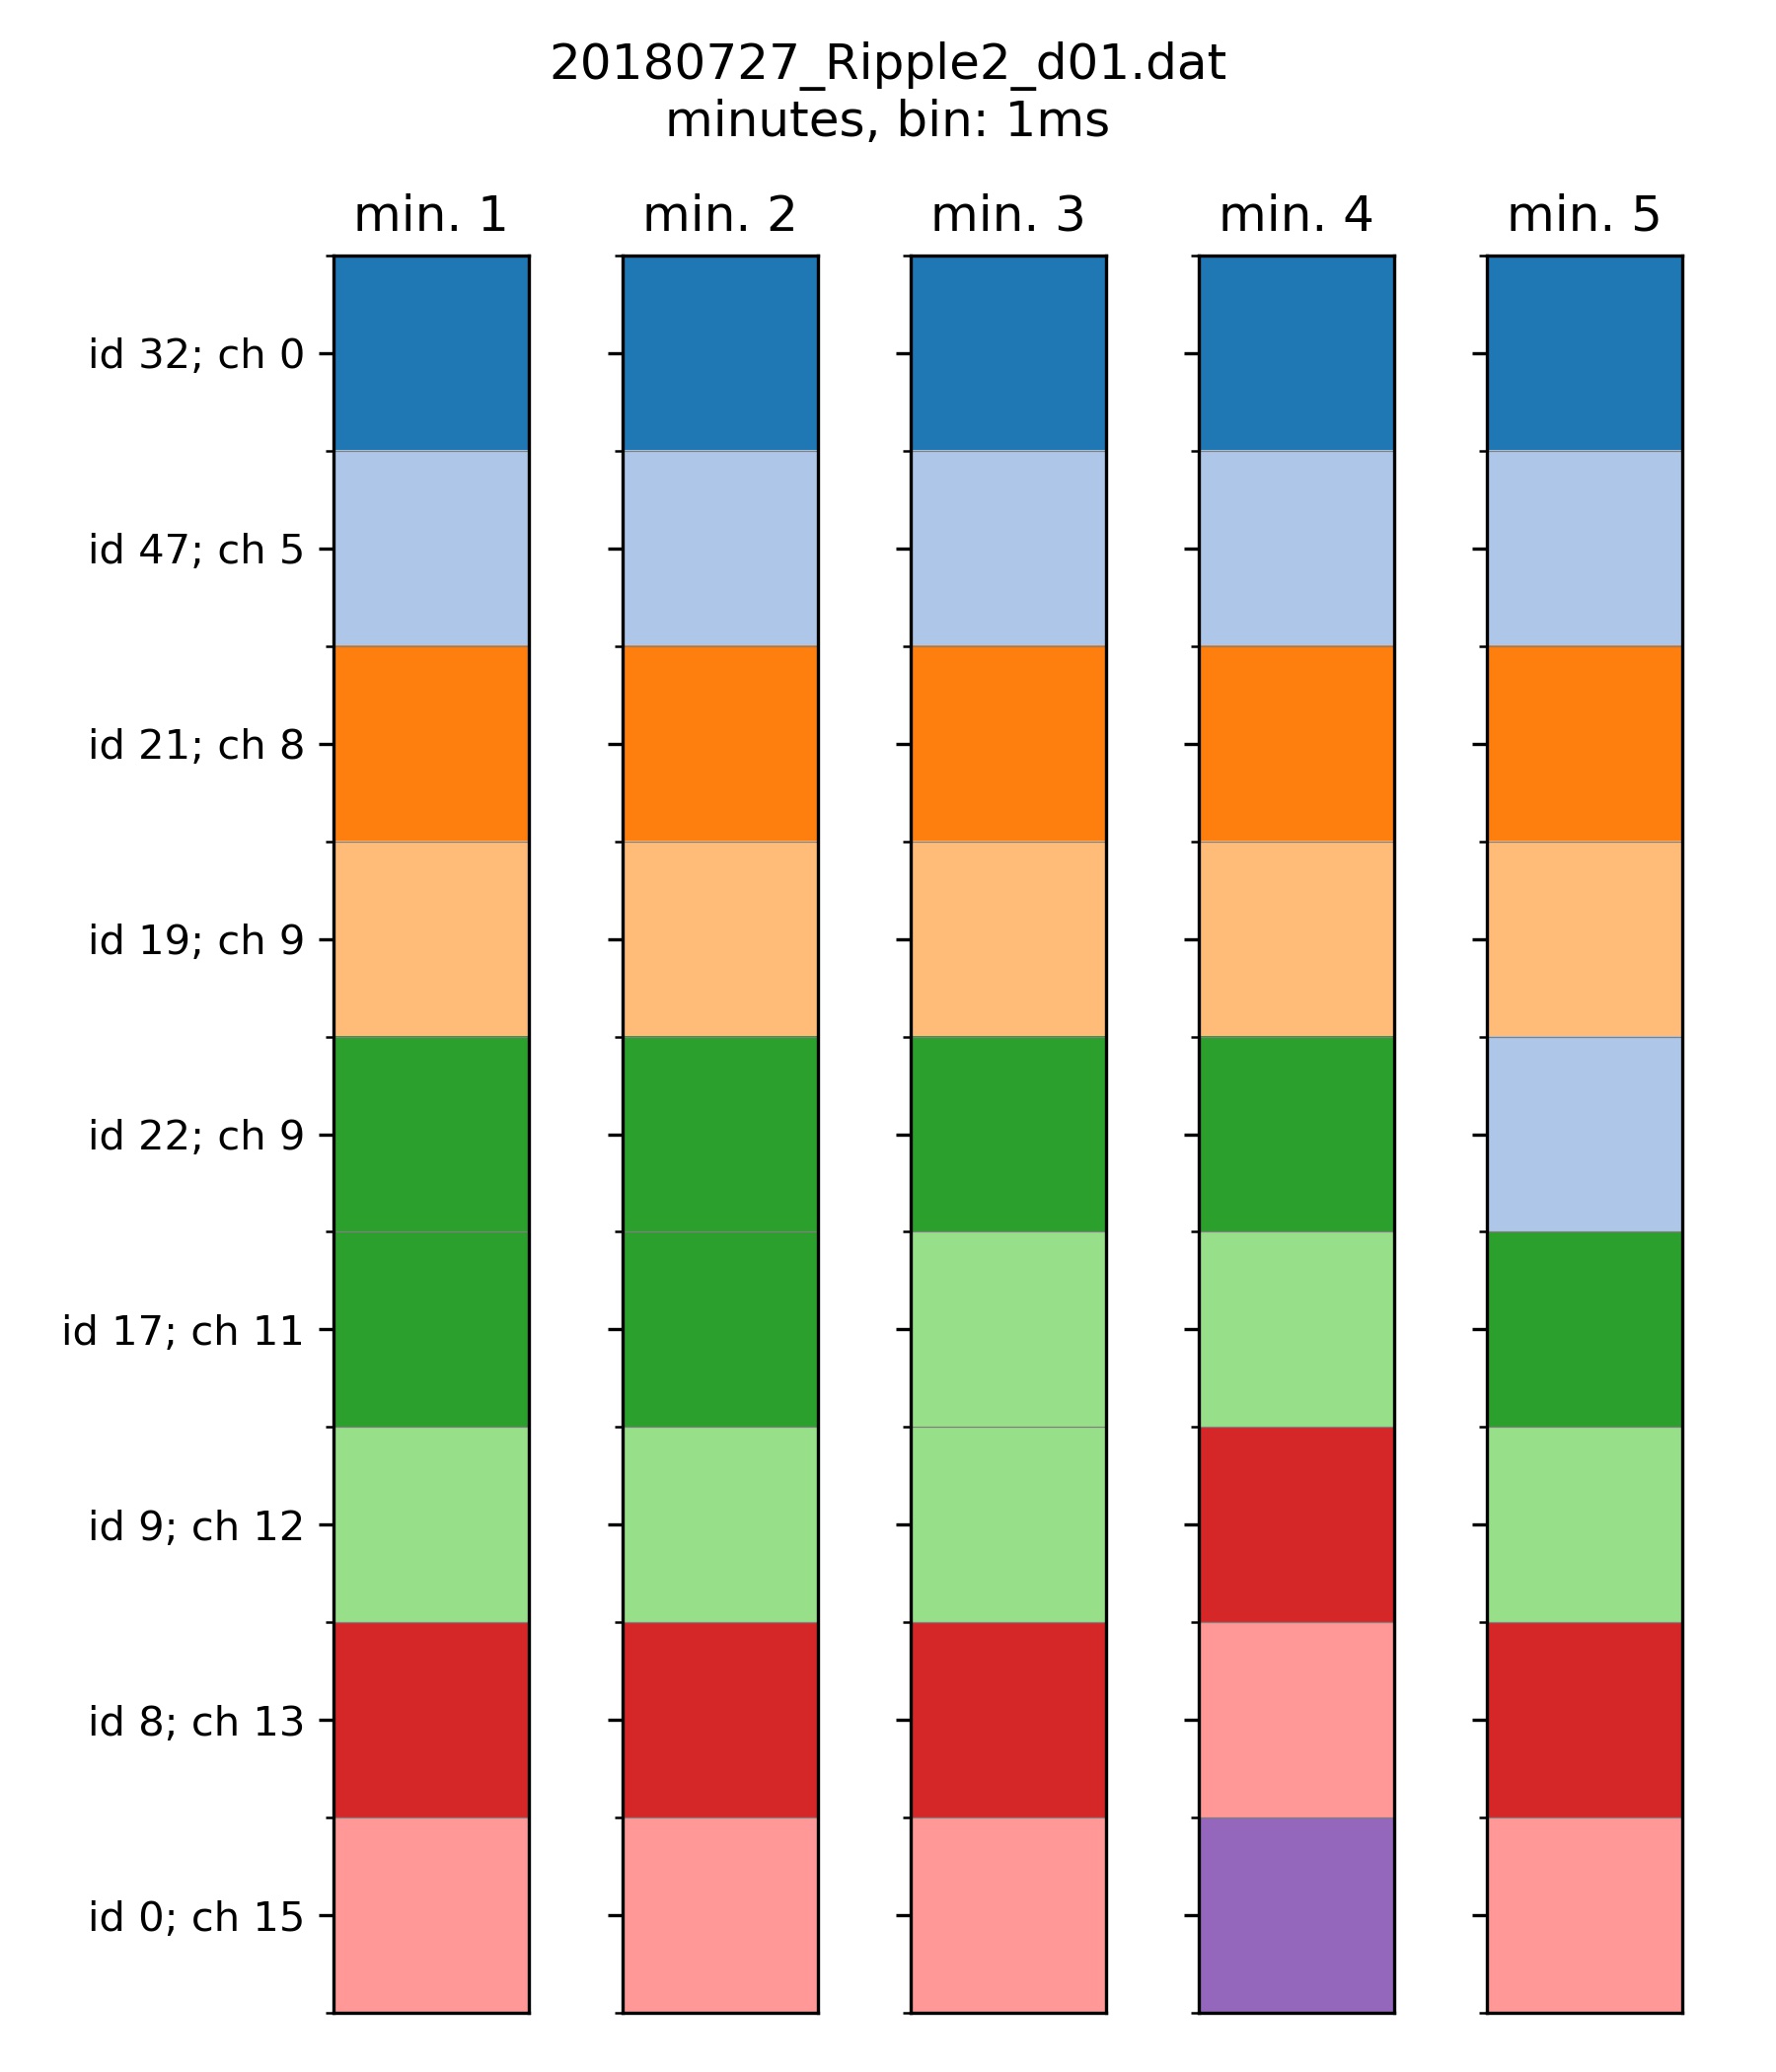 20180727_Ripple2_d01.dat
minutes, bin: 1ms
min. 1 min. 2 min. 3 min. 4 min. 5
id 32; ch 0
id 47; ch 5
id 21; ch 8
id 19; ch 9
id 22; ch 9
id 17; ch 11
id 9; ch 12
id 8; ch 13
id 0; ch 15